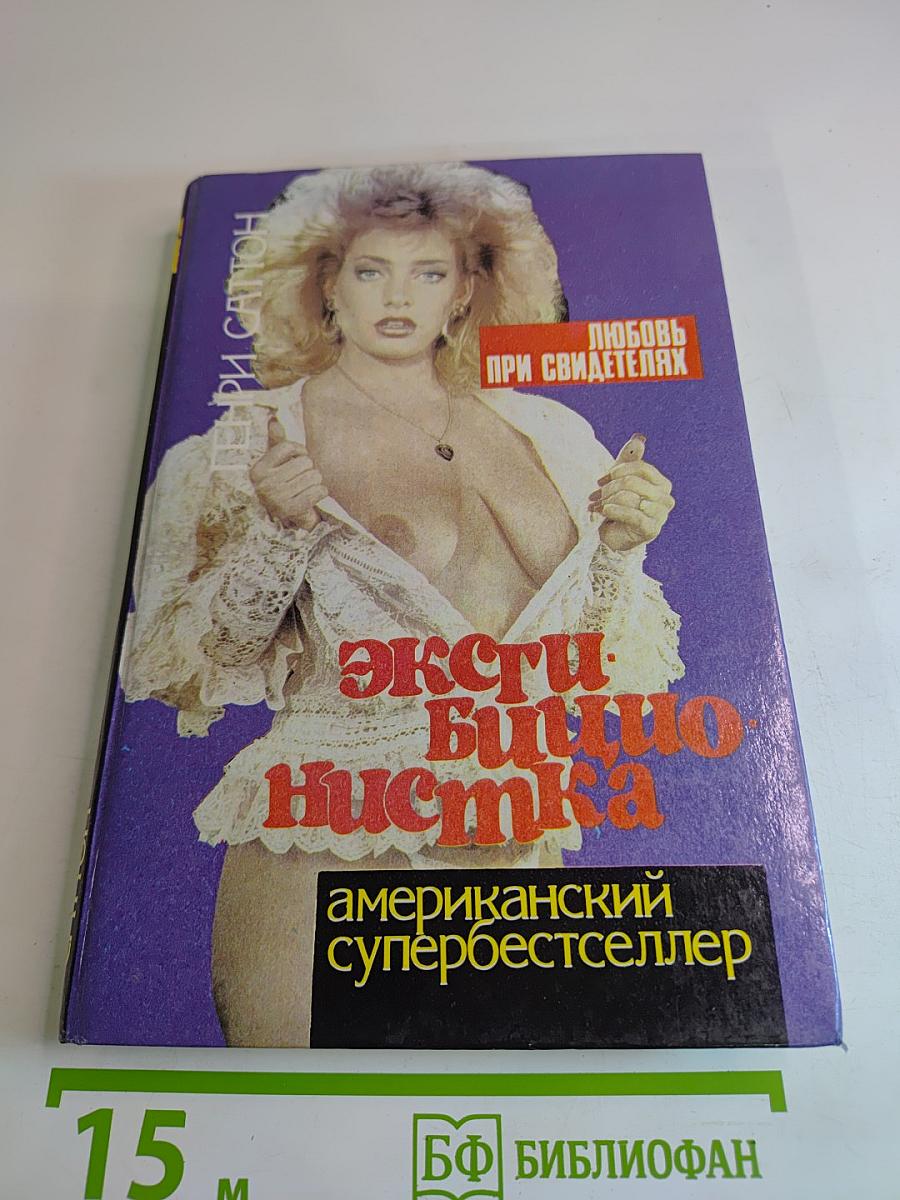 ГЕНРИ САТТОН
ЛЮБОВЬ
ПРИ СВИДЕТЕЛЯХ
эксги-
бицио-
нистка
американский
супербестселлер
15 м
БФ БИБЛИОФАН